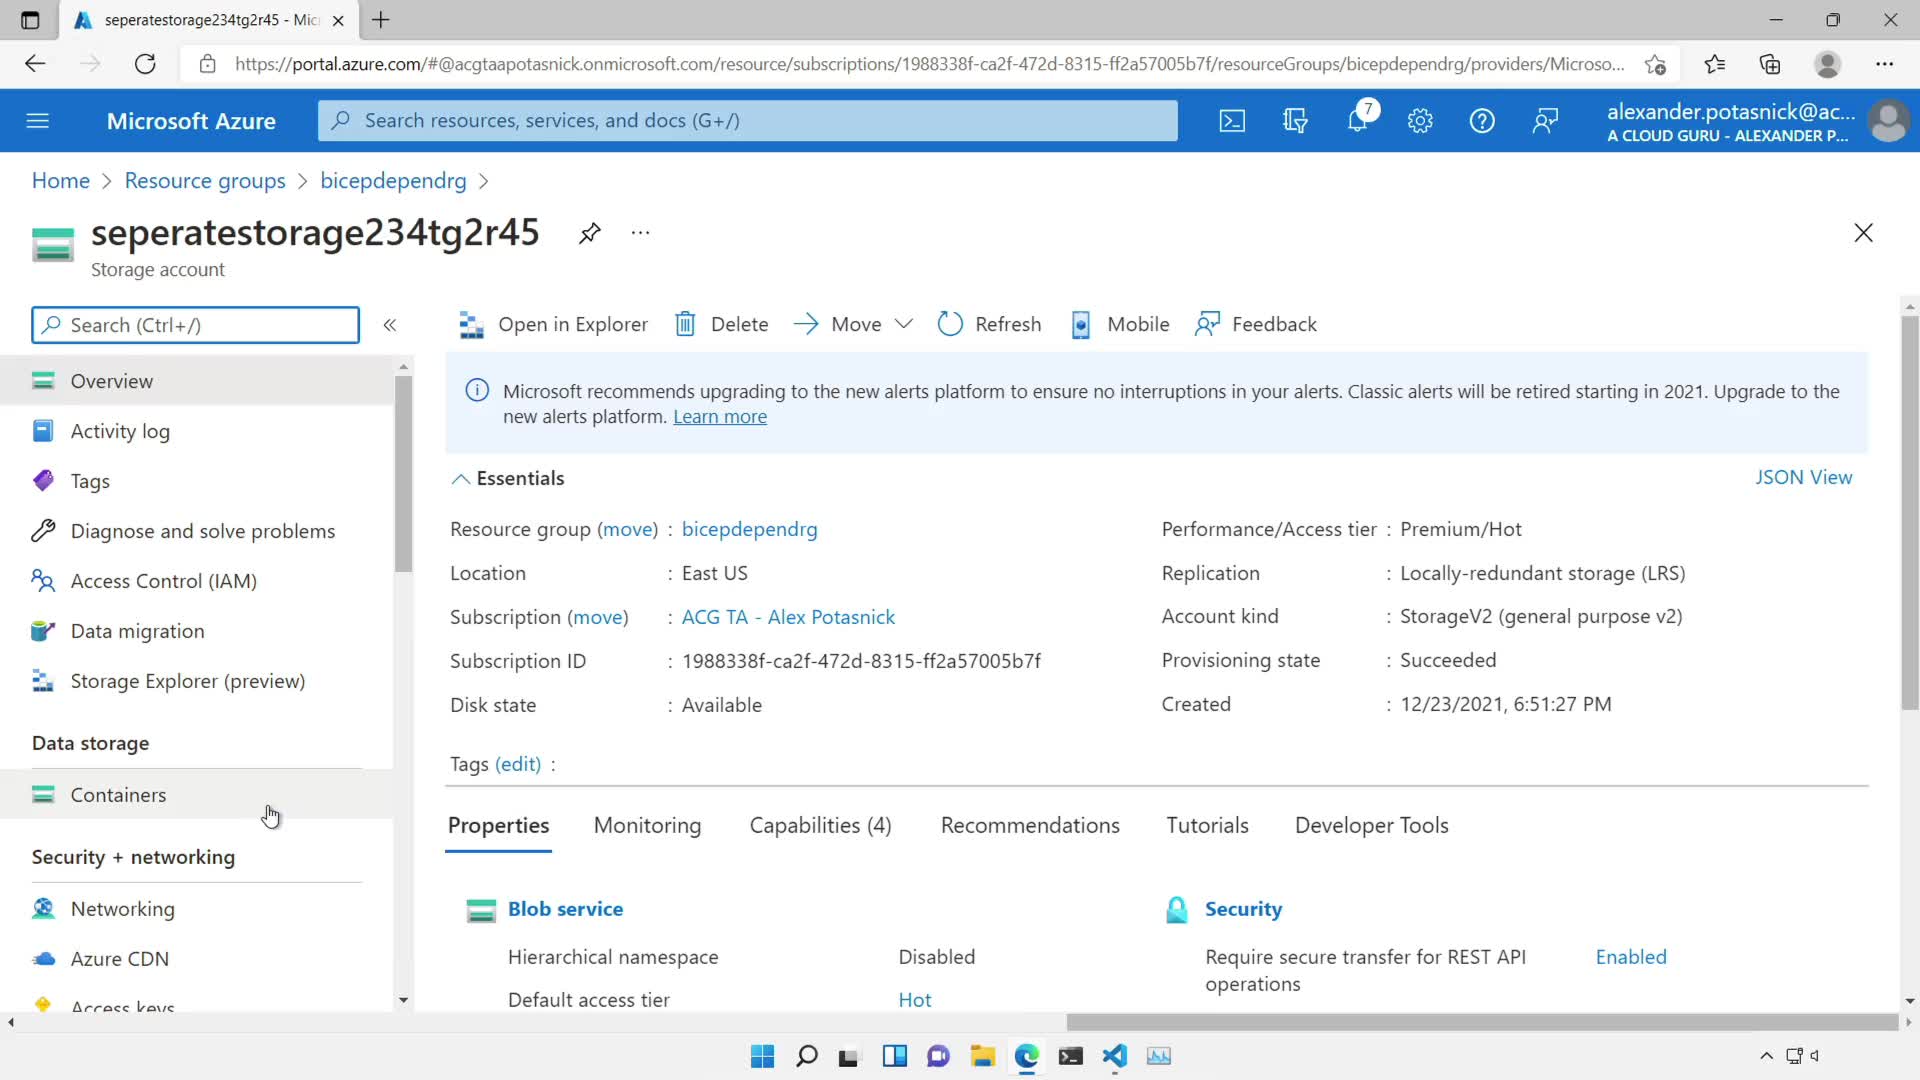 seperatestorage234tg2r45 - Mic
https://portal.azure.com/#@acgtaapotasnick.onmicrosoft.com/resource/subscriptions/1988338f-ca2f-472d-8315-ff2a57005b7f/resourceGroups/bicepdependrg/providers/Microso...
Microsoft Azure
Search resources, services, and docs (G+/)
7
alexander.potasnick@ac...
A CLOUD GURU - ALEXANDER P...
Home > Resource groups > bicepdependrg >
seperatestorage234tg2r45
Storage account
Search (Ctrl+/)
Open in Explorer
Delete
Move
Refresh
Mobile
Feedback
Microsoft recommends upgrading to the new alerts platform to ensure no interruptions in your alerts. Classic alerts will be retired starting in 2021. Upgrade to the
new alerts platform. Learn more
Overview
Activity log
Tags
Diagnose and solve problems
Access Control (IAM)
Data migration
Storage Explorer (preview)
Data storage
Containers
Security + networking
Networking
Azure CDN
Access keys
Essentials
JSON View
Resource group (move) : bicepdependrg
Location : East US
Subscription (move) : ACG TA - Alex Potasnick
Subscription ID : 1988338f-ca2f-472d-8315-ff2a57005b7f
Disk state : Available
Performance/Access tier : Premium/Hot
Replication : Locally-redundant storage (LRS)
Account kind : StorageV2 (general purpose v2)
Provisioning state : Succeeded
Created : 12/23/2021, 6:51:27 PM
Tags (edit) :
Properties
Monitoring
Capabilities (4)
Recommendations
Tutorials
Developer Tools
Blob service
Hierarchical namespace Disabled
Default access tier Hot
Security
Require secure transfer for REST API Enabled
operations